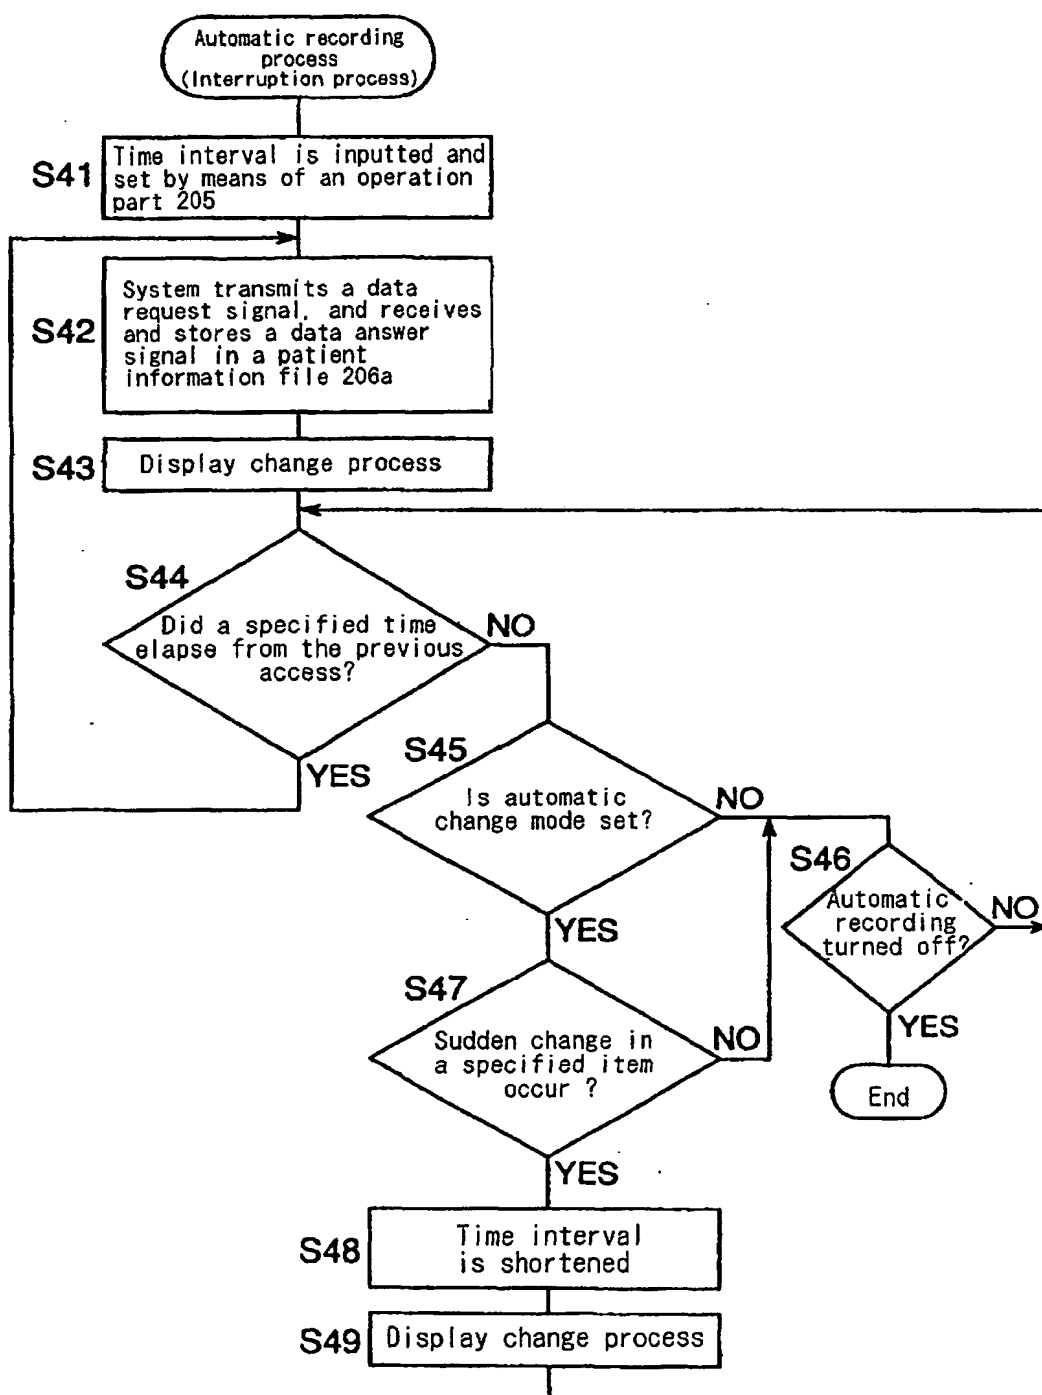 Automatic recording
process
(Interruption process)
S41
Time interval is inputted and
set by means of an operation
part 205
S42
System transmits a data
request signal, and receives
and stores a data answer
signal in a patient
information file 206a
S43
Display change process
S44
Did a specified time
elapse from the previous
access?
NO
YES
S45
Is automatic
change mode set?
NO
YES
S46
Automatic
recording
turned off?
NO
YES
End
S47
Sudden change in
a specified item
occur ?
NO
YES
S48
Time interval
is shortened
S49
Display change process